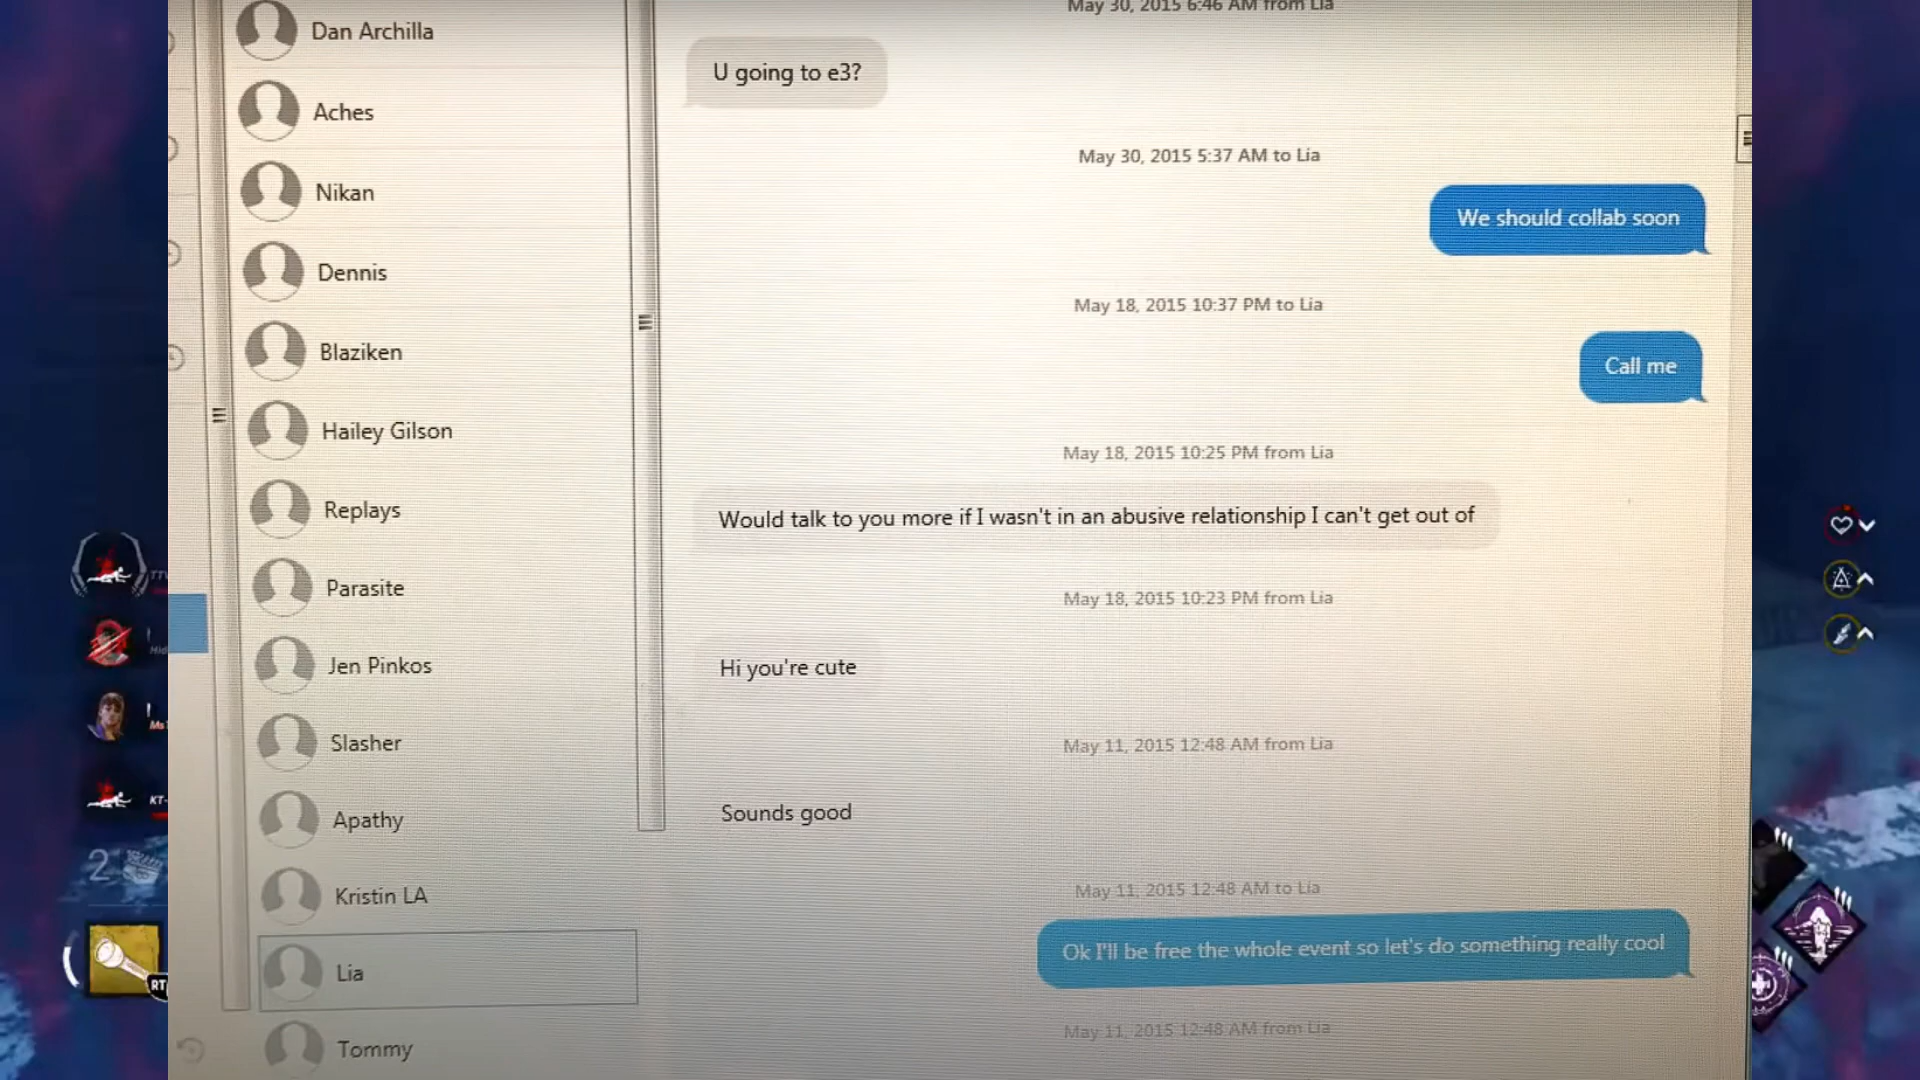 Dan Archilla
Aches
Nikan
Dennis
Blaziken
Hailey Gilson
Replays
Parasite
Jen Pinkos
Slasher
Apathy
Kristin LA
Lia
Tommy
May 30, 2015 6:46 AM from Lia
U going to e3?
May 30, 2015 5:37 AM to Lia
We should collab soon
May 18, 2015 10:37 PM to Lia
Call me
May 18, 2015 10:25 PM from Lia
Would talk to you more if I wasn't in an abusive relationship I can't get out of
May 18, 2015 10:23 PM from Lia
Hi you're cute
May 11, 2015 12:48 AM from Lia
Sounds good
May 11, 2015 12:48 AM to Lia
Ok I'll be free the whole event so let's do something really cool
May 11, 2015 12:48 AM from Lia
2
RT
KT-